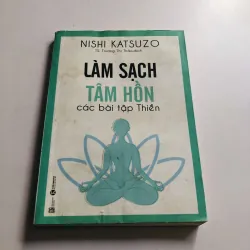 NISHI KATSUZO
LÀM SẠCH
TÂM HỒN
các bài tập Thiền